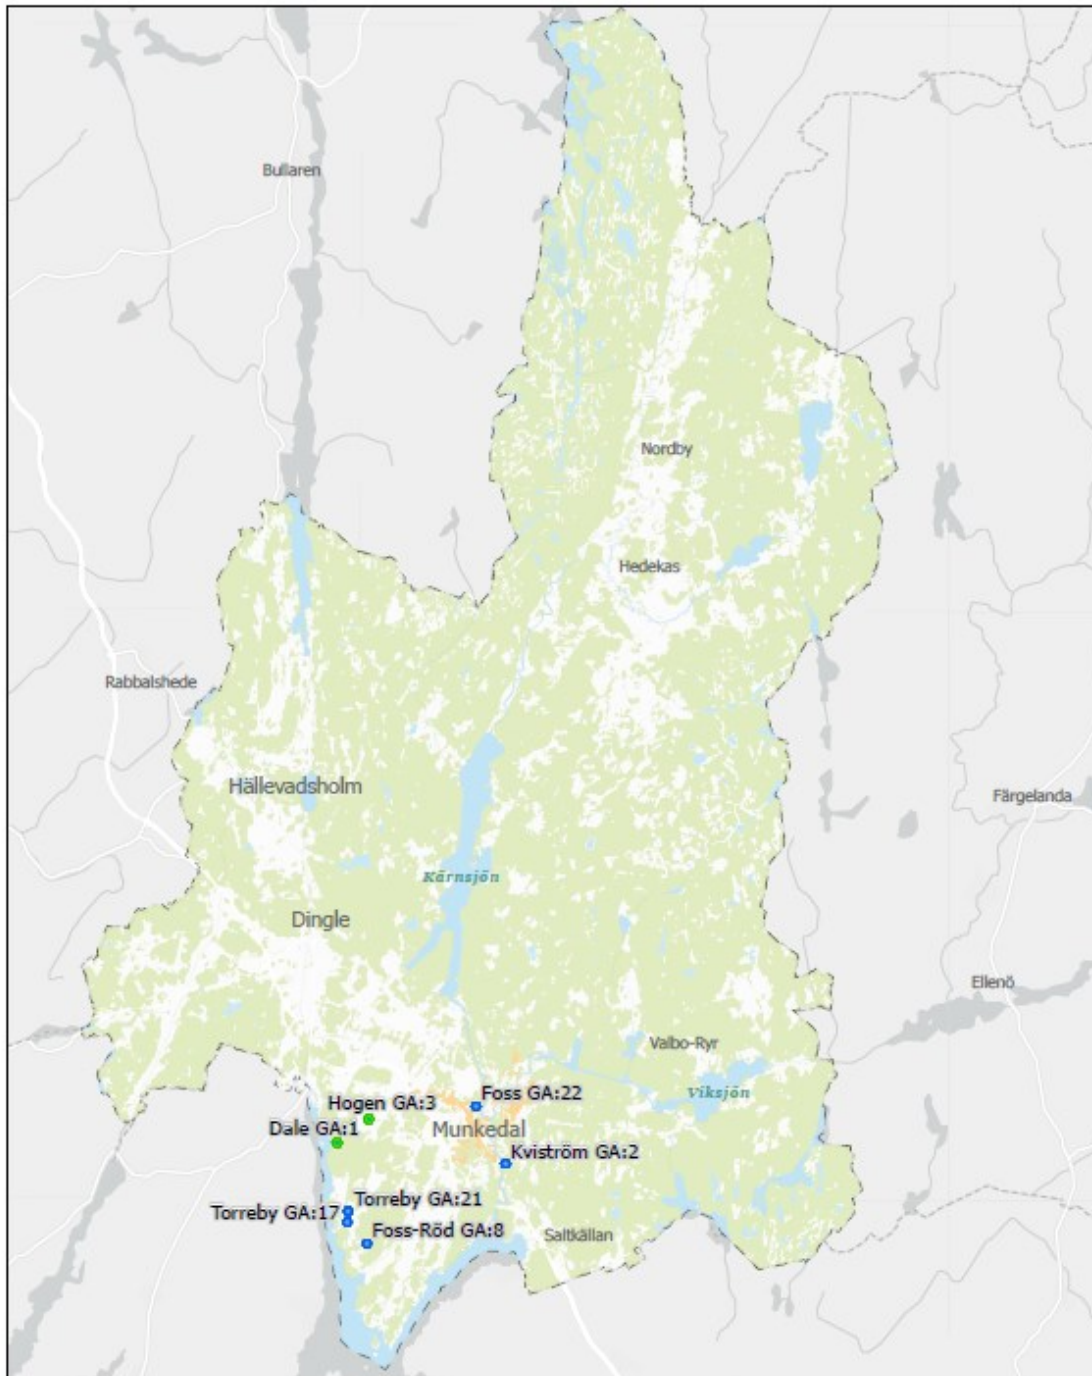 Bullaren
Nordby
Hedekas
Rabbalshede
Hällevadsholm
Färgelanda
Kärnsjön
Dingle
Ellenö
Valbo-Ryr
Viksjön
Foss GA:22
Hogen GA:3
Dale GA:1
Munkedal
Kviström GA:2
Torreby GA:21
Torreby GA:17
Foss-Röd GA:8
Saltkällan